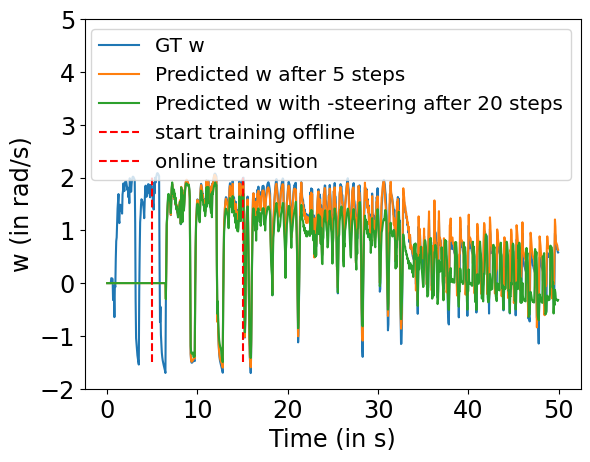 5
4
3
2
1
0
−1
−2
w (in rad/s)
GT w
Predicted w after 5 steps
Predicted w with -steering after 20 steps
start training offline
online transition
0 10 20 30 40 50
Time (in s)